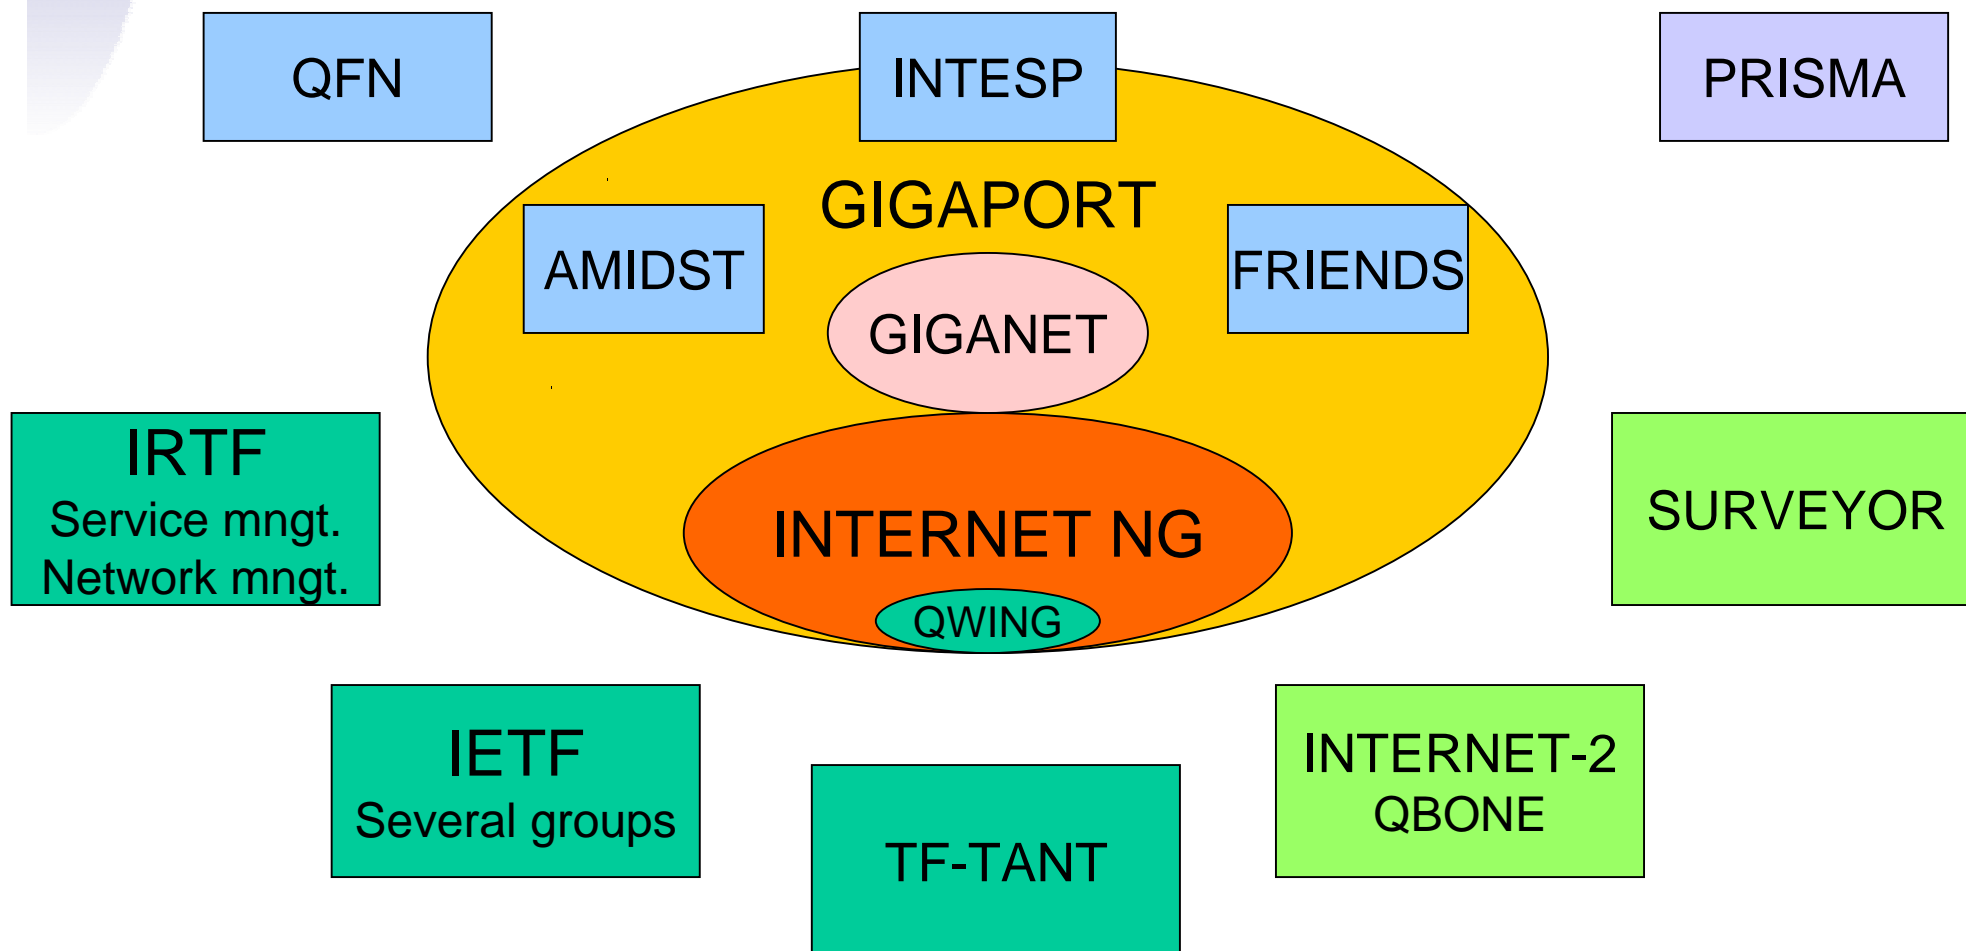 QFN
INTESP
PRISMA
GIGAPORT
AMIDST
FRIENDS
GIGANET
IRTF
Service mngt.
Network mngt.
INTERNET NG
SURVEYOR
QWING
IETF
Several groups
TF-TANT
INTERNET-2
QBONE